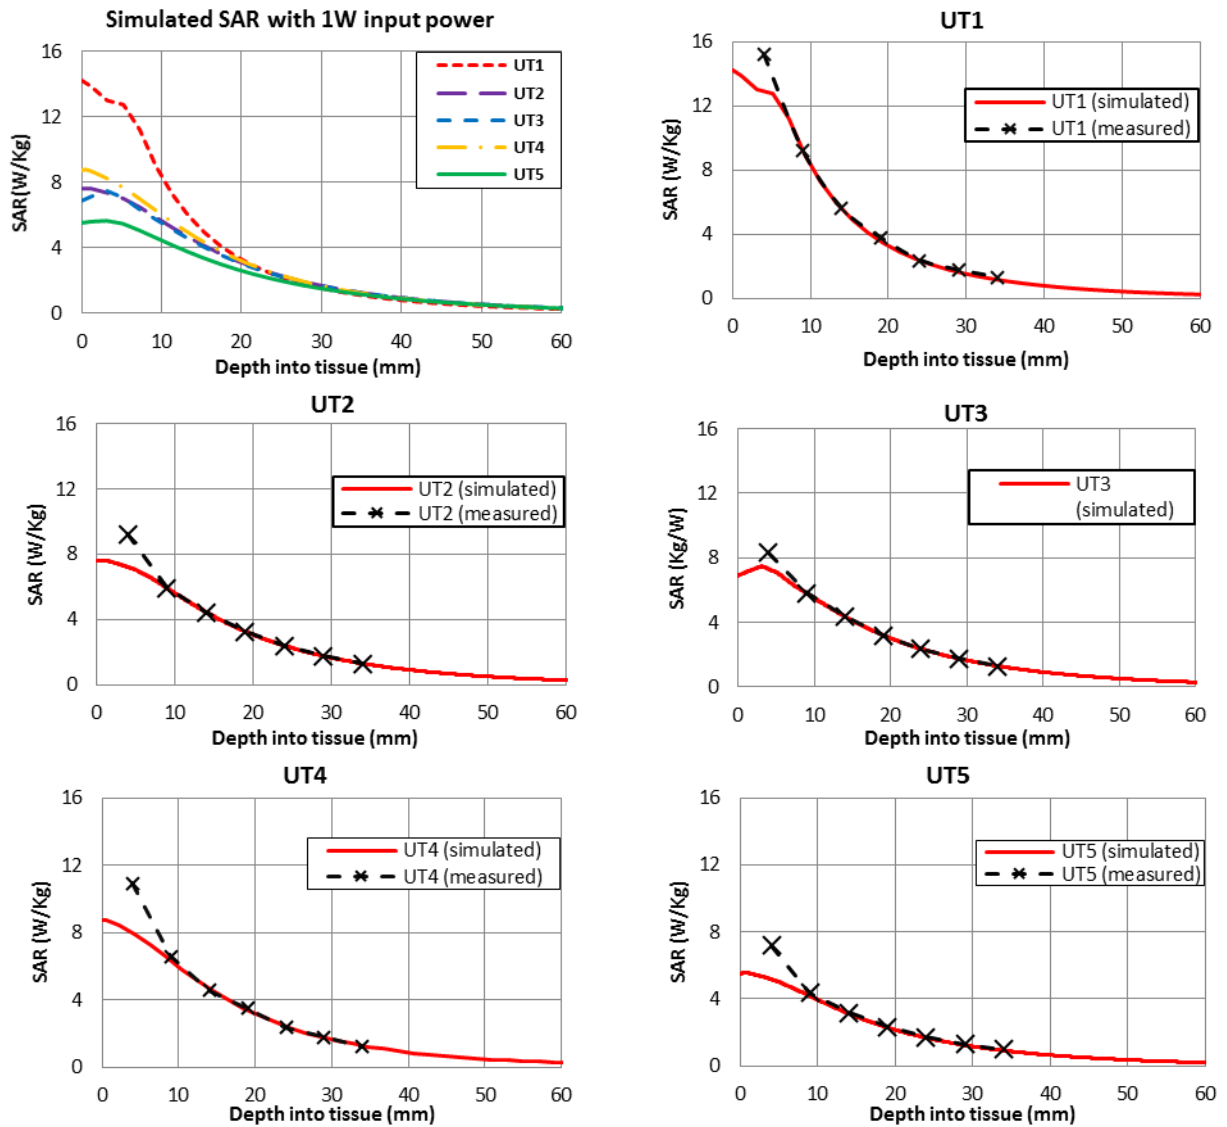 Simulated SAR with 1W input power
16
12
8
4
0
SAR(W/Kg)
UT1
UT2
UT3
UT4
UT5
0 10 20 30 40 50 60
Depth into tissue (mm)
UT1
16
12
8
4
0
SAR (W/Kg)
UT1 (simulated)
UT1 (measured)
0 10 20 30 40 50 60
Depth into tissue (mm)
UT2
16
12
8
4
0
SAR (W/Kg)
UT2 (simulated)
UT2 (measured)
0 10 20 30 40 50 60
Depth into tissue (mm)
UT3
16
12
8
4
0
SAR (Kg/W)
UT3
(simulated)
0 10 20 30 40 50 60
Depth into tissue (mm)
UT4
16
12
8
4
0
SAR (W/Kg)
UT4 (simulated)
UT4 (measured)
0 10 20 30 40 50 60
Depth into tissue (mm)
UT5
16
12
8
4
0
SAR (W/Kg)
UT5 (simulated)
UT5 (measured)
0 10 20 30 40 50 60
Depth into tissue (mm)